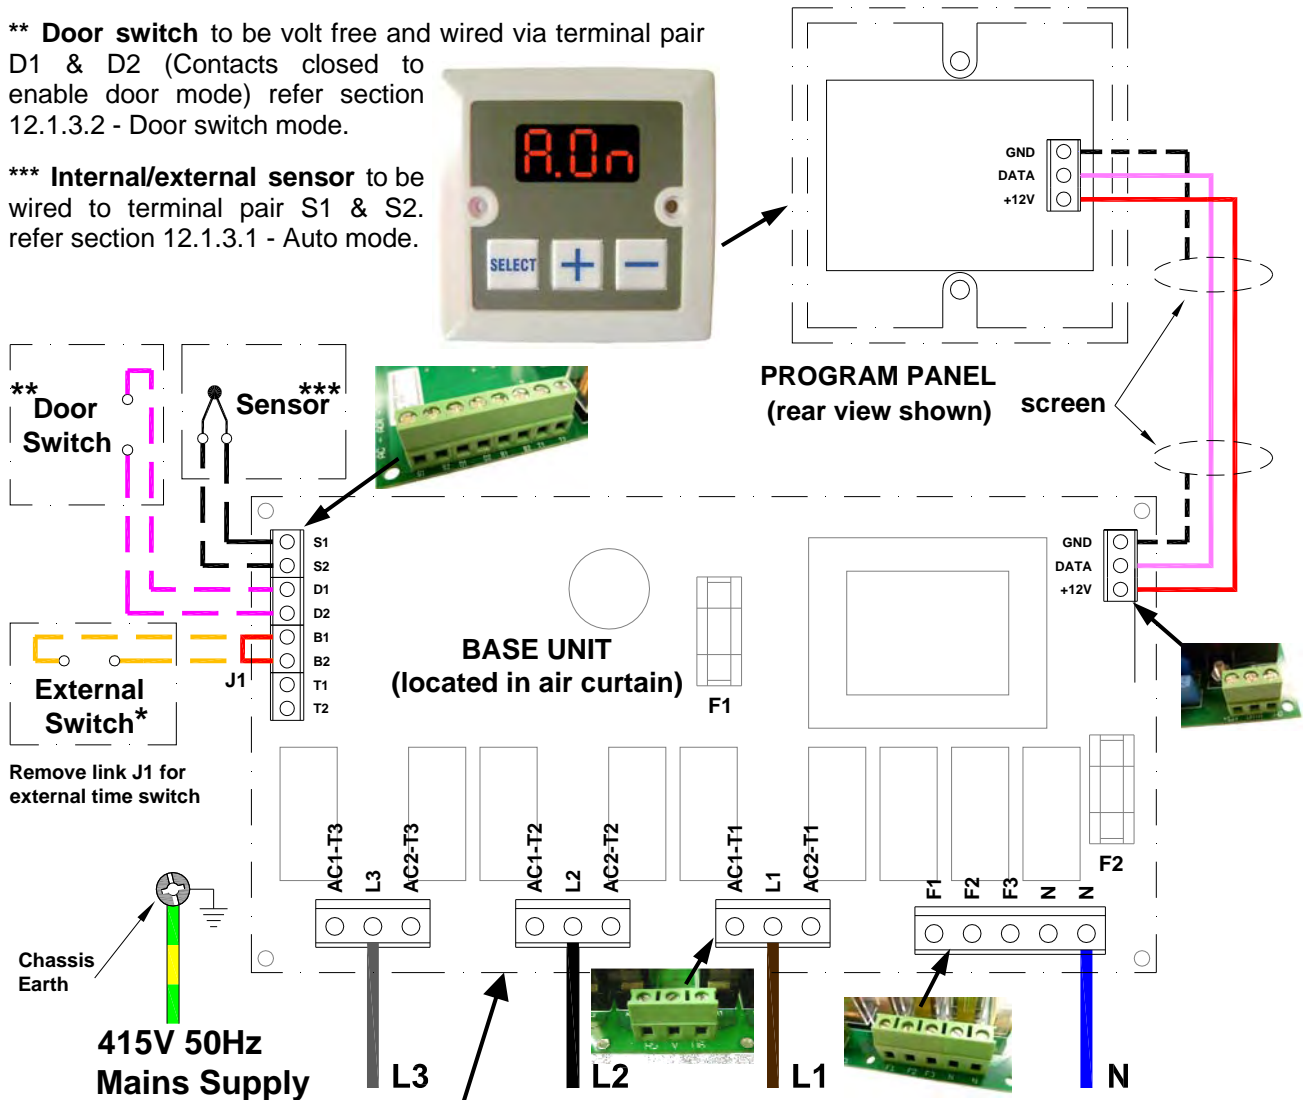 ** Door switch to be volt free and wired via terminal pair
D1 & D2 (Contacts closed to
enable door mode) refer section
12.1.3.2 - Door switch mode.
*** Internal/external sensor to be
wired to terminal pair S1 & S2.
refer section 12.1.3.1 - Auto mode.
A.On
SELECT
+
−
GND
DATA
+12V
PROGRAM PANEL
(rear view shown)
screen
**
Door
Switch
***
Sensor
S1
S2
D1
D2
B1
B2
T1
T2
J1
External
Switch*
Remove link J1 for
external time switch
BASE UNIT
(located in air curtain)
F1
GND
DATA
+12V
F2
AC1-T3
L3
AC2-T3
AC1-T2
L2
AC2-T2
AC1-T1
L1
AC2-T1
F1
F2
F3
N
N
Chassis
Earth
415V 50Hz
Mains Supply
L3
L2
L1
N
F1 F2 F3 N N